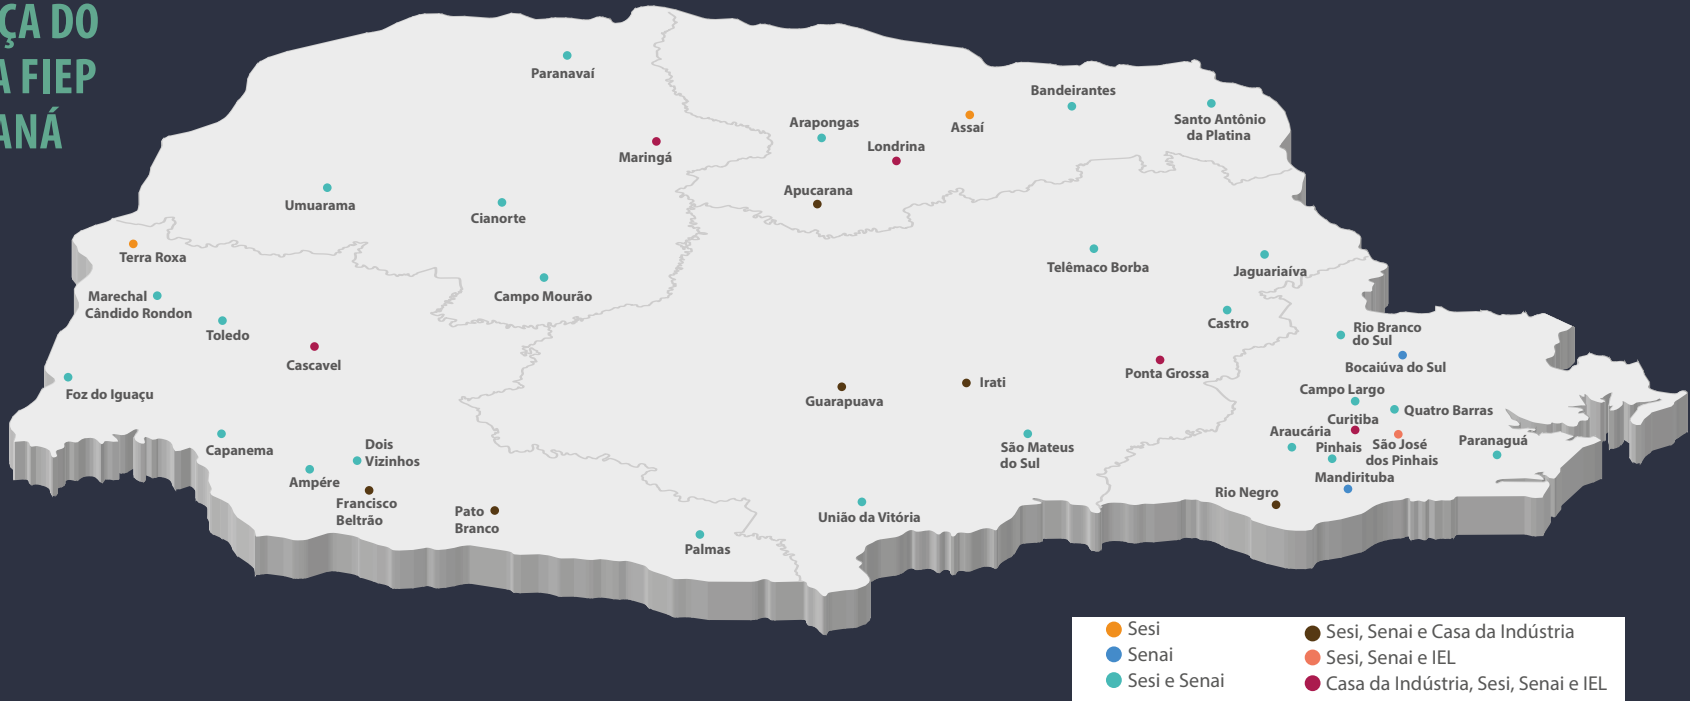 ÇA DO
A FIEP
ANÁ
Paranavaí
Bandeirantes
Santo Antônio
da Platina
Arapongas
Assaí
Londrina
Maringá
Apucarana
Umuarama
Cianorte
Terra Roxa
Telêmaco Borba
Jaguariaíva
Marechal
Cândido Rondon
Campo Mourão
Toledo
Castro
Rio Branco
do Sul
Cascavel
Bocaiúva do Sul
Ponta Grossa
Irati
Foz do Iguaçu
Guarapuava
Campo Largo
Quatro Barras
Curitiba
Araucária
Pinhais
São José
dos Pinhais
Paranaguá
Capanema
Dois
Vizinhos
São Mateus
do Sul
Ampére
Mandirituba
Francisco
Beltrão
Rio Negro
Pato
Branco
União da Vitória
Palmas
Sesi
Senai
Sesi e Senai
Sesi, Senai e Casa da Indústria
Sesi, Senai e IEL
Casa da Indústria, Sesi, Senai e IEL